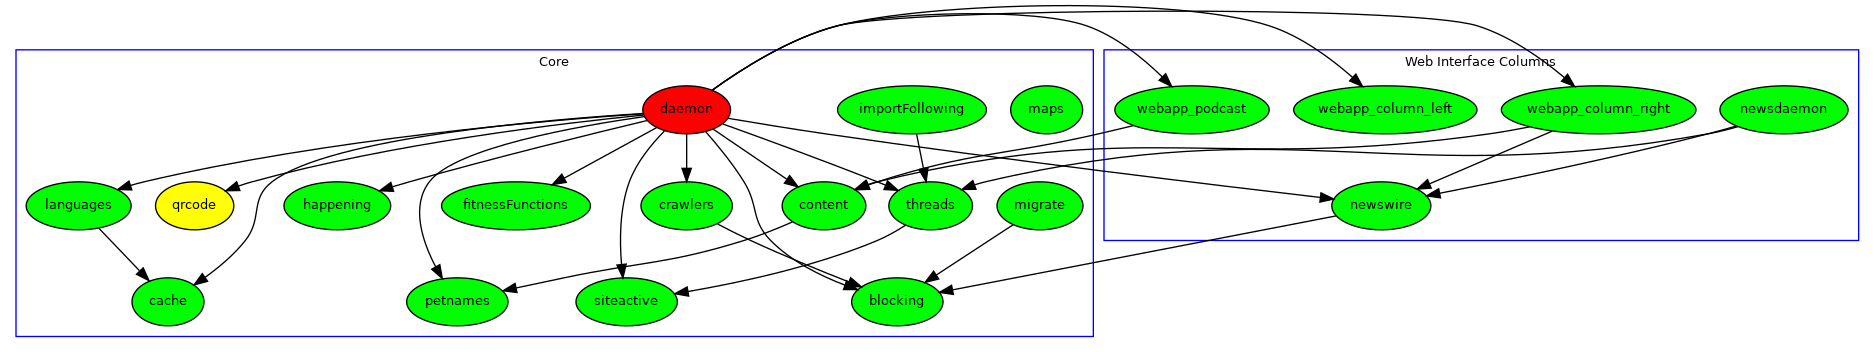 Core
Web Interface Columns
daemon
importFollowing
maps
webapp_podcast
webapp_column_left
webapp_column_right
newsdaemon
languages
qrcode
happening
fitnessFunctions
crawlers
content
threads
migrate
newswire
cache
petnames
siteactive
blocking